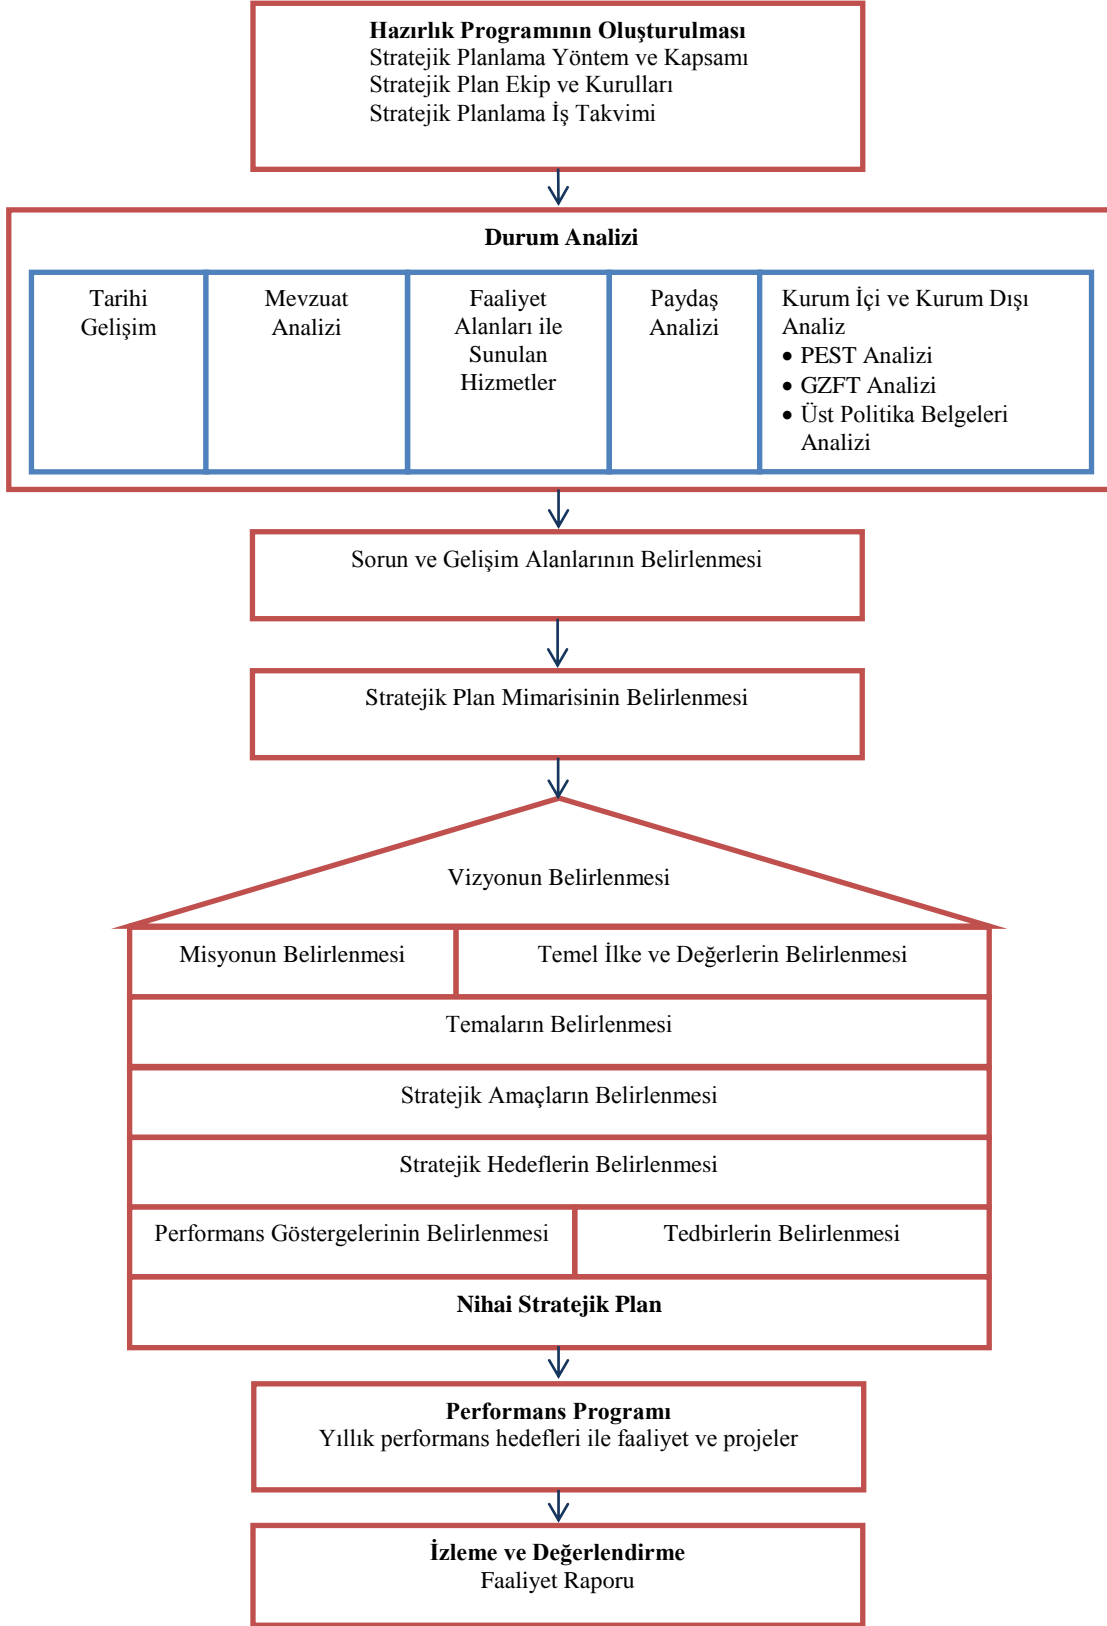 Hazırlık Programının Oluşturulması
Stratejik Planlama Yöntem ve Kapsamı
Stratejik Plan Ekip ve Kurulları
Stratejik Planlama İş Takvimi
Durum Analizi
Tarihi
Gelişim
Mevzuat
Analizi
Faaliyet
Alanları ile
Sunulan
Hizmetler
Paydaş
Analizi
Kurum İçi ve Kurum Dışı
Analiz
• PEST Analizi
• GZFT Analizi
• Üst Politika Belgeleri
Analizi
Sorun ve Gelişim Alanlarının Belirlenmesi
Stratejik Plan Mimarisinin Belirlenmesi
Vizyonun Belirlenmesi
Misyonun Belirlenmesi
Temel İlke ve Değerlerin Belirlenmesi
Temaların Belirlenmesi
Stratejik Amaçların Belirlenmesi
Stratejik Hedeflerin Belirlenmesi
Performans Göstergelerinin Belirlenmesi
Tedbirlerin Belirlenmesi
Nihai Stratejik Plan
Performans Programı
Yıllık performans hedefleri ile faaliyet ve projeler
İzleme ve Değerlendirme
Faaliyet Raporu